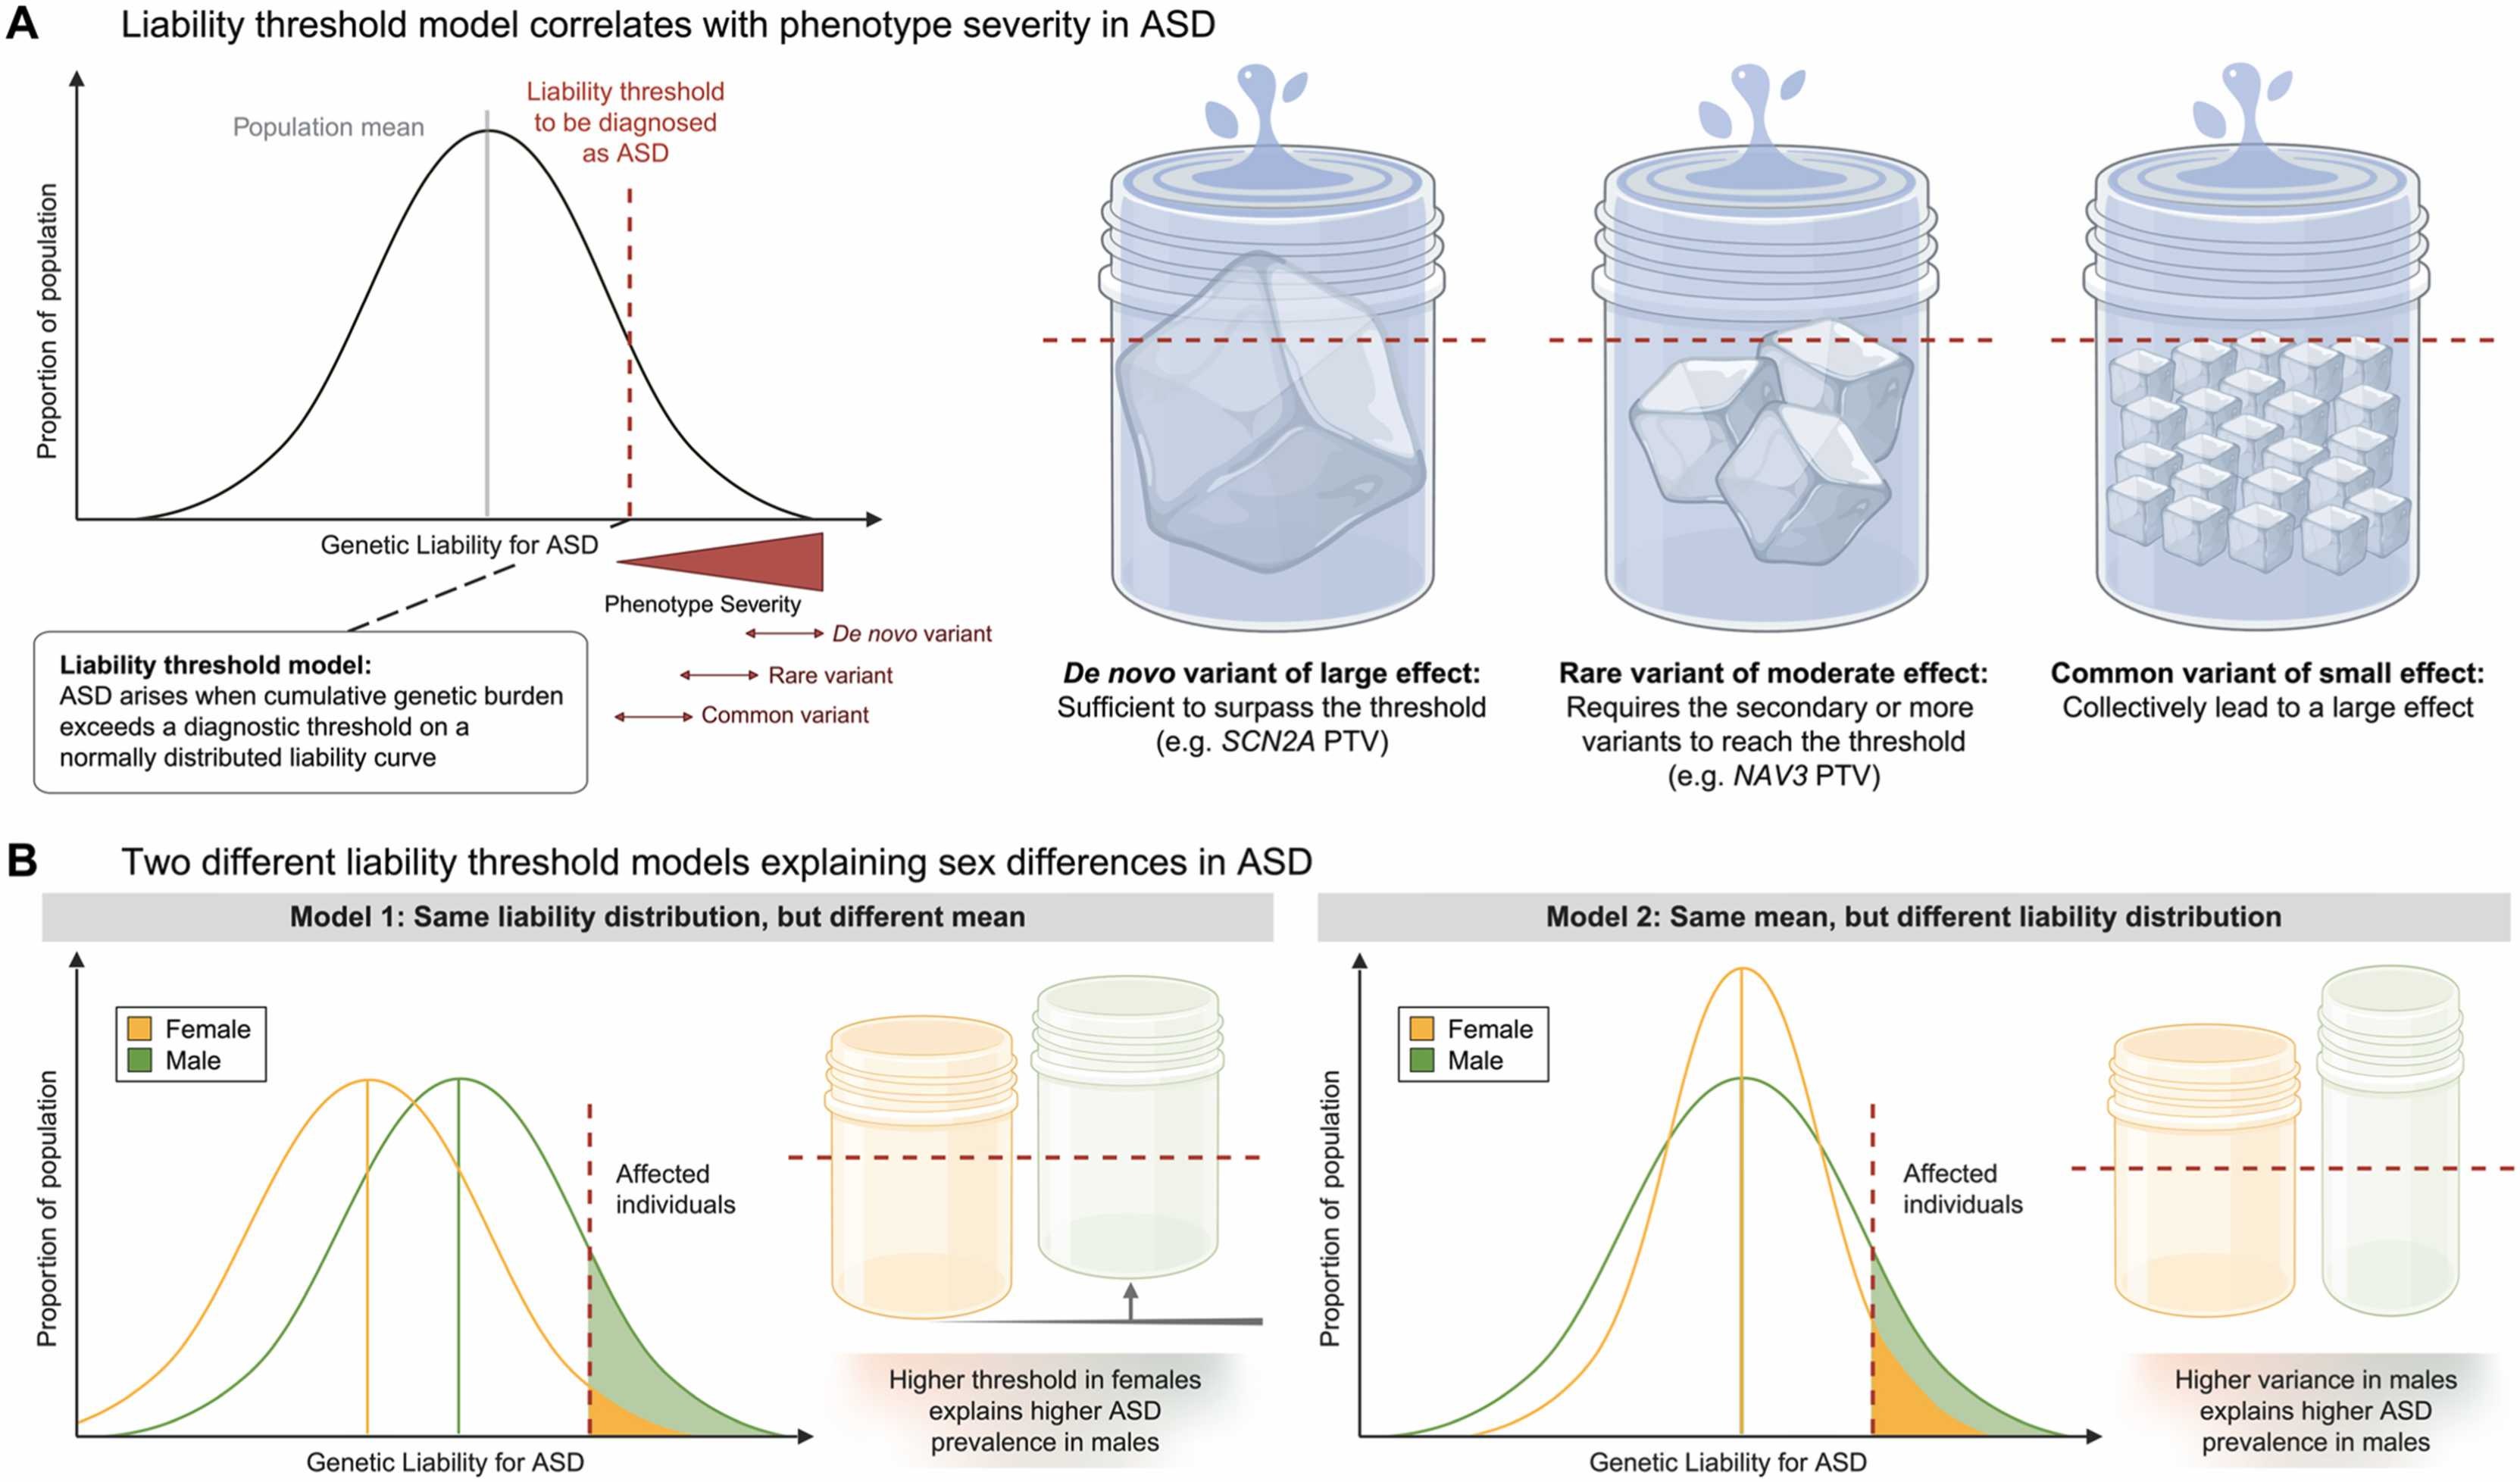 A
Liability threshold model correlates with phenotype severity in ASD
Population mean
Liability threshold
to be diagnosed
as ASD
Proportion of population
Genetic Liability for ASD
Phenotype Severity
De novo variant
Rare variant
Common variant
Liability threshold model:
ASD arises when cumulative genetic burden
exceeds a diagnostic threshold on a
normally distributed liability curve
De novo variant of large effect:
Sufficient to surpass the threshold
(e.g. SCN2A PTV)
Rare variant of moderate effect:
Requires the secondary or more
variants to reach the threshold
(e.g. NAV3 PTV)
Common variant of small effect:
Collectively lead to a large effect
B
Two different liability threshold models explaining sex differences in ASD
Model 1: Same liability distribution, but different mean
Female
Male
Proportion of population
Affected
individuals
Genetic Liability for ASD
Higher threshold in females
explains higher ASD
prevalence in males
Model 2: Same mean, but different liability distribution
Female
Male
Proportion of population
Affected
individuals
Genetic Liability for ASD
Higher variance in males
explains higher ASD
prevalence in males